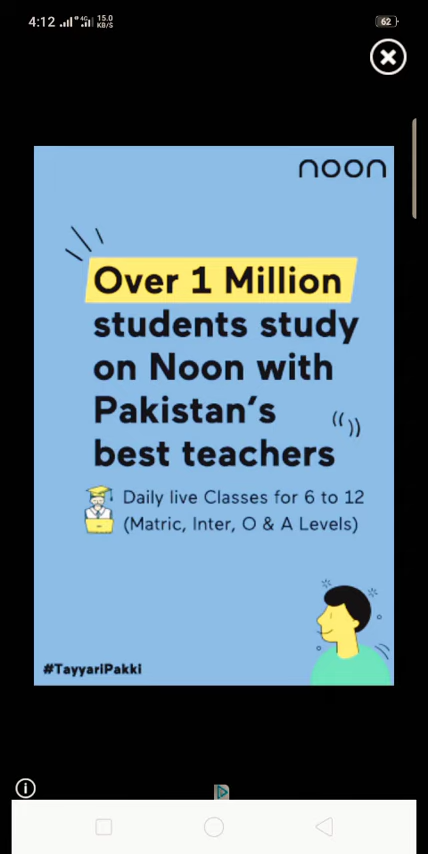 4:12 4G 15.0 KB/S 62
noon
Over 1 Million
students study
on Noon with
Pakistan's
best teachers
Daily live Classes for 6 to 12
(Matric, Inter, O & A Levels)
#TayyariPakki